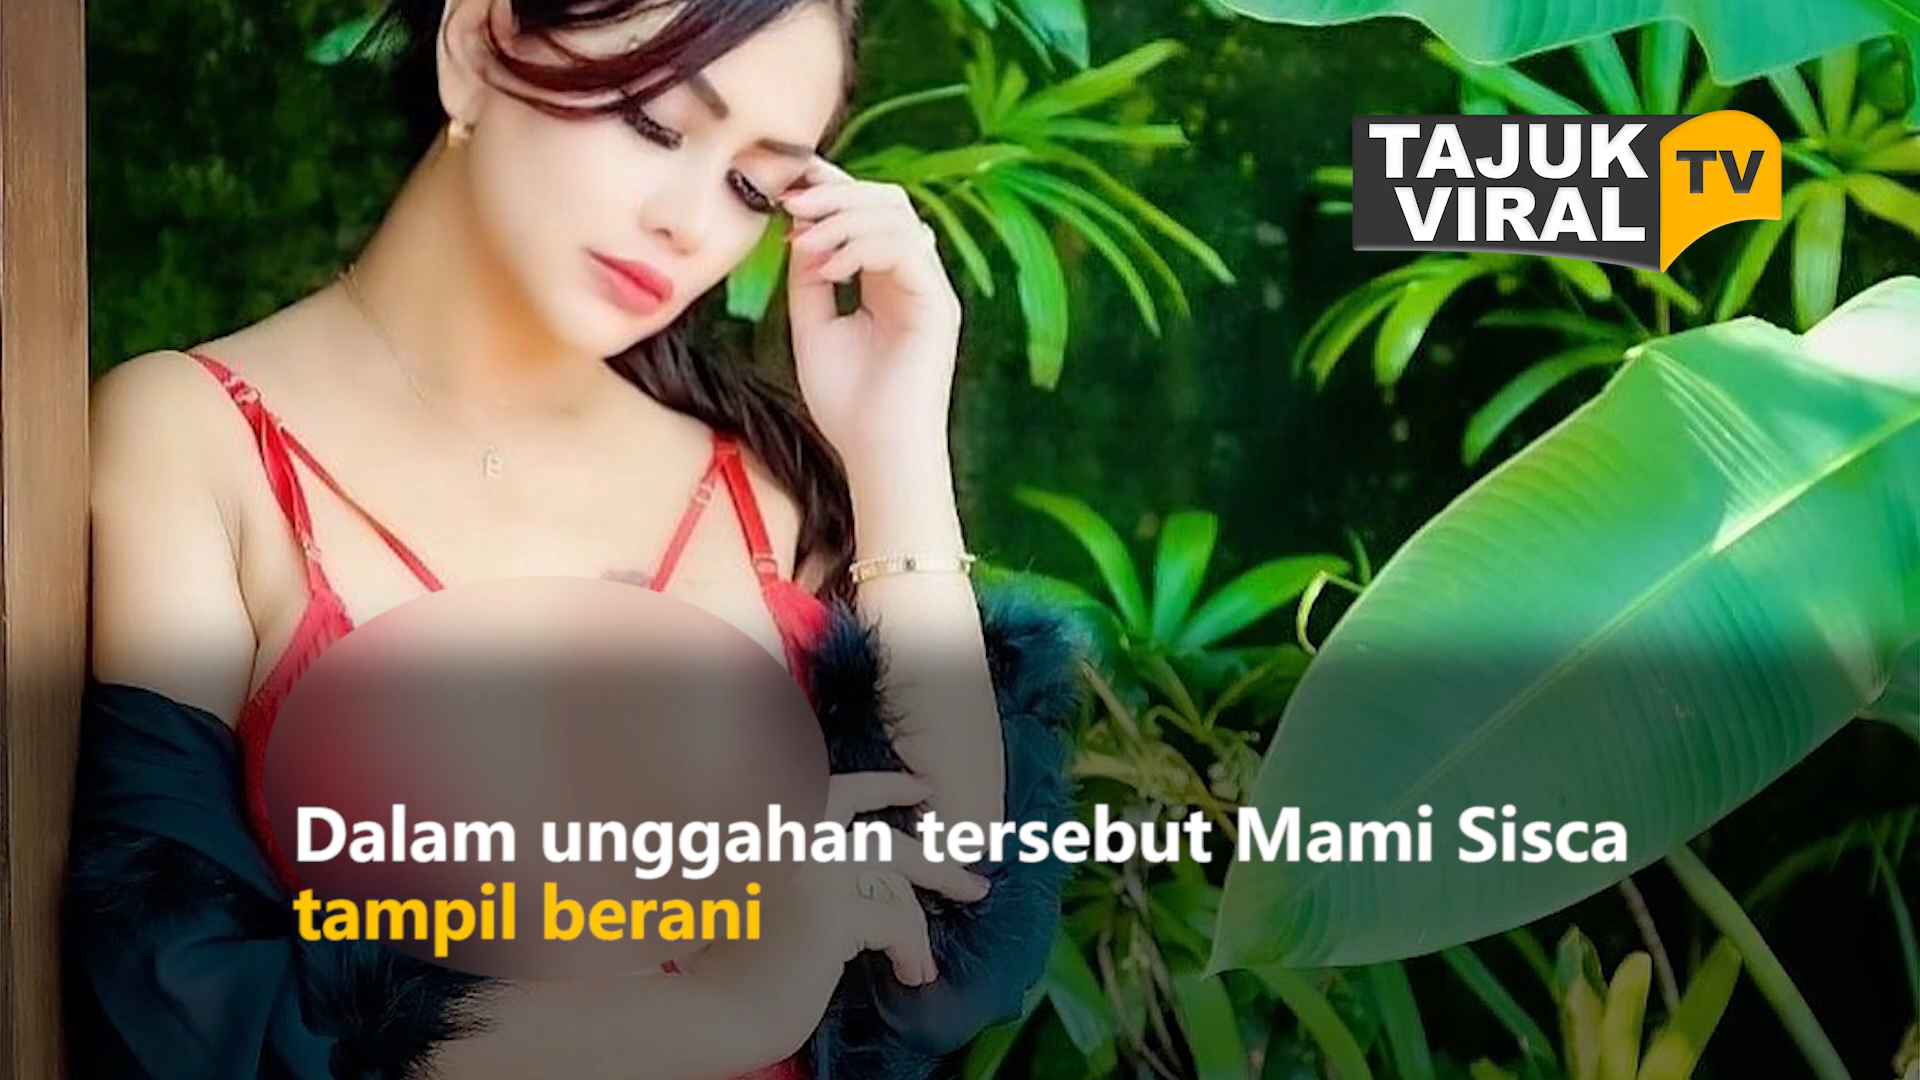 TAJUK
VIRAL
TV
Dalam unggahan tersebut Mami Sisca
tampil berani